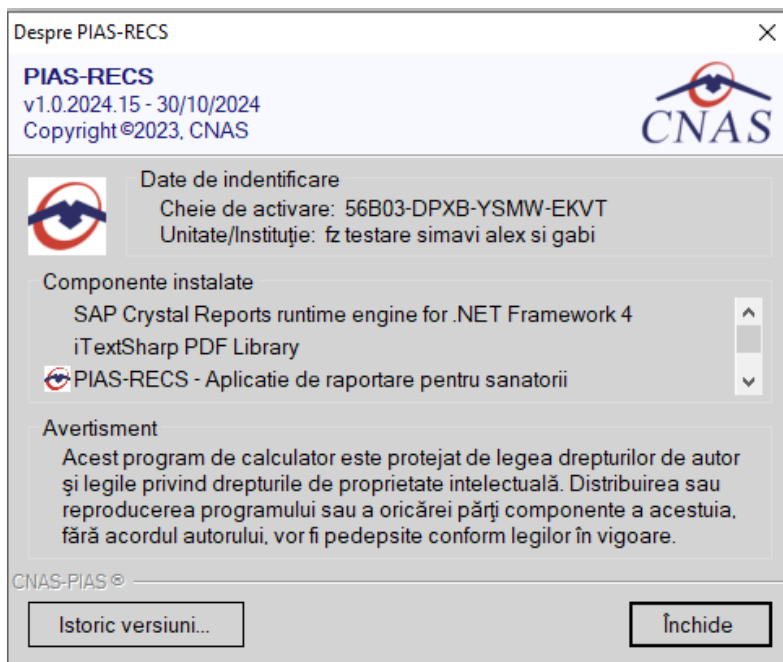 Despre PIAS-RECS
PIAS-RECS
v1.0.2024.15 - 30/10/2024
Copyright ©2023, CNAS
CNAS
Date de indentificare
Cheie de activare: 56B03-DPXB-YSMW-EKVT
Unitate/Instituţie: fz testare simavi alex si gabi
Componente instalate
SAP Crystal Reports runtime engine for .NET Framework 4
iTextSharp PDF Library
PIAS-RECS - Aplicatie de raportare pentru sanatorii
Avertisment
Acest program de calculator este protejat de legea drepturilor de autor
şi legile privind drepturile de proprietate intelectuală. Distribuirea sau
reproducerea programului sau a oricărei părţi componente a acestuia,
fără acordul autorului, vor fi pedepsite conform legilor în vigoare.
CNAS-PIAS ®
Istoric versiuni...
Închide